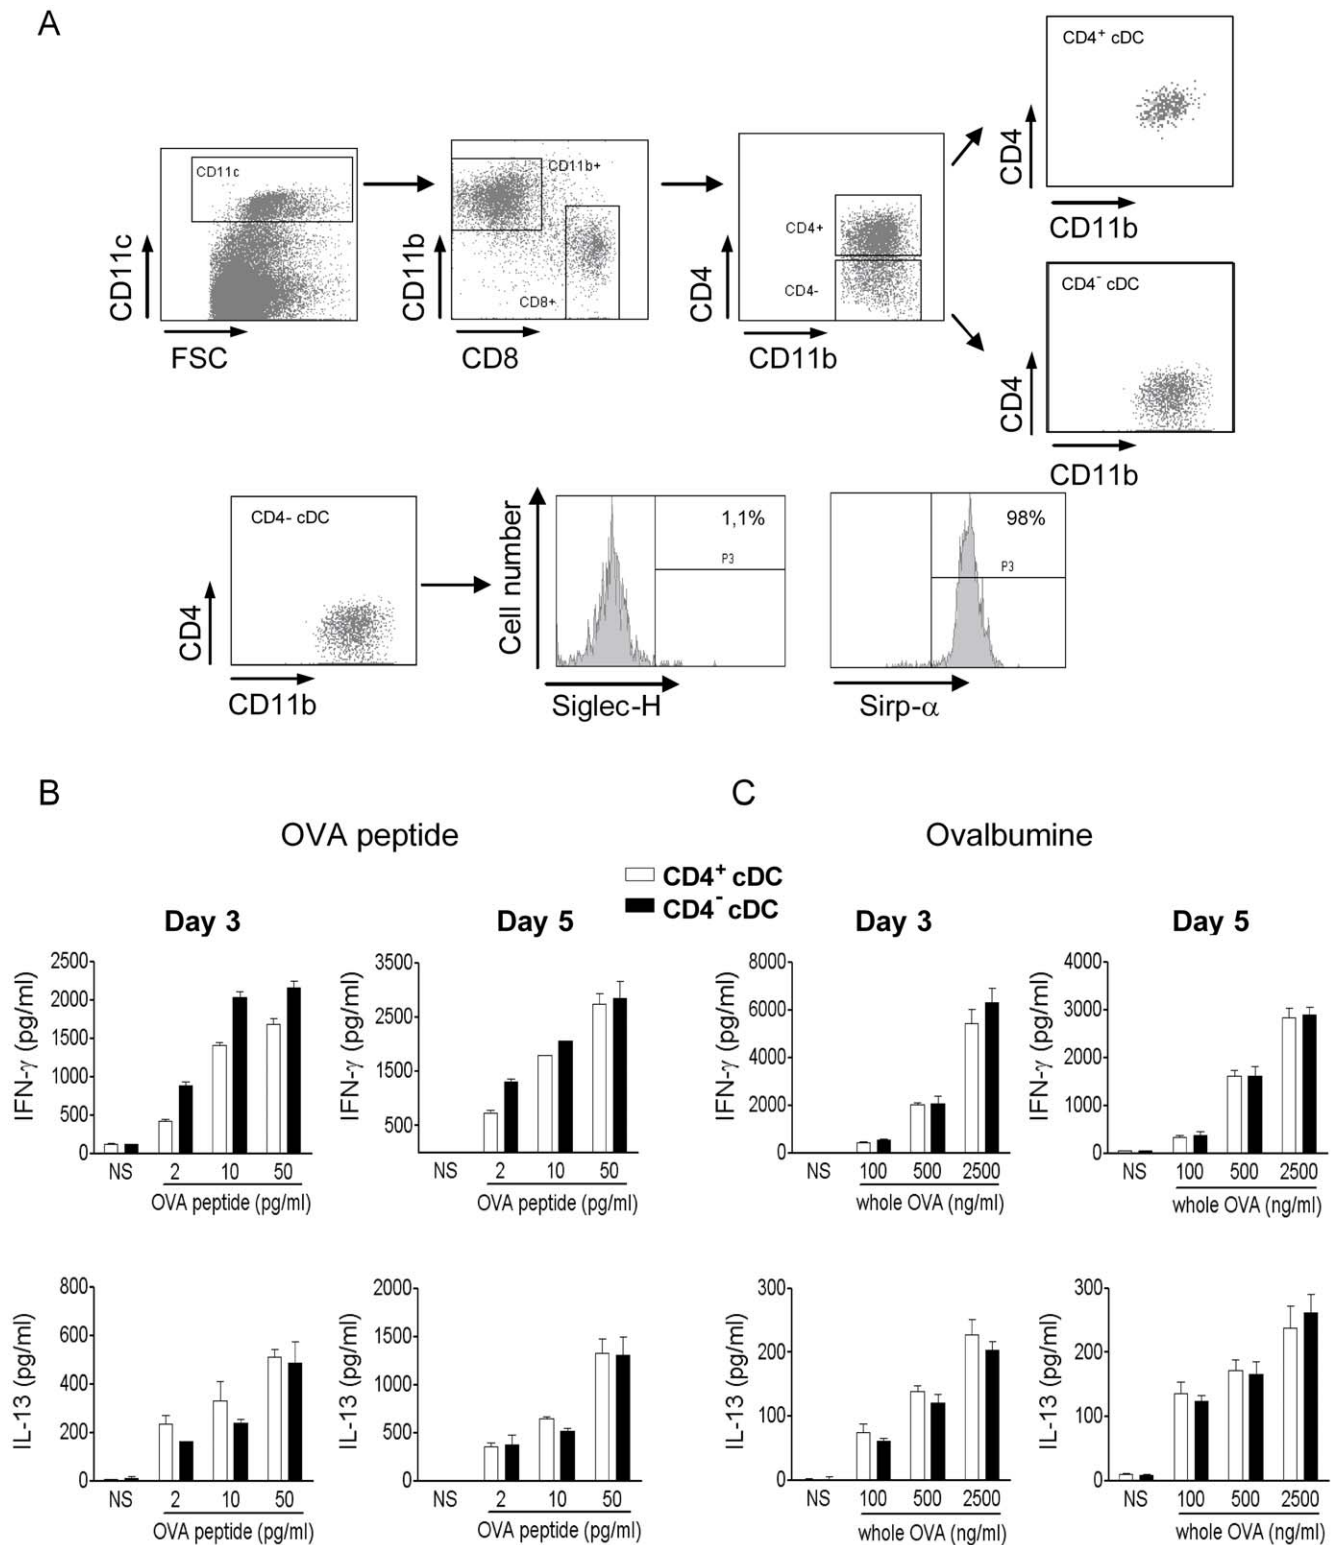 A
CD11c
CD11c
FSC
CD11b+
CD8+
CD11b
CD8
CD4+
CD4-
CD4
CD11b
CD4+ cDC
CD4
CD11b
CD4- cDC
CD4
CD11b
CD4- cDC
CD4
CD11b
1,1%
P3
Cell number
Siglec-H
98%
P3
Sirp-α
B
C
OVA peptide
Ovalbumine
CD4+ cDC
CD4- cDC
Day 3
Day 5
Day 3
Day 5
IFN-γ (pg/ml)
2500
2000
1500
1000
500
0
NS 2 10 50
OVA peptide (pg/ml)
IFN-γ (pg/ml)
3500
2500
1500
500
NS 2 10 50
OVA peptide (pg/ml)
IFN-γ (pg/ml)
8000
6000
4000
2000
0
NS 100 500 2500
whole OVA (ng/ml)
IFN-γ (pg/ml)
4000
3000
2000
1000
0
NS 100 500 2500
whole OVA (ng/ml)
IL-13 (pg/ml)
800
600
400
200
0
NS 2 10 50
OVA peptide (pg/ml)
IL-13 (pg/ml)
2000
1500
1000
500
0
NS 2 10 50
OVA peptide (pg/ml)
IL-13 (pg/ml)
300
200
100
0
NS 100 500 2500
whole OVA (ng/ml)
IL-13 (pg/ml)
300
200
100
0
NS 100 500 2500
whole OVA (ng/ml)